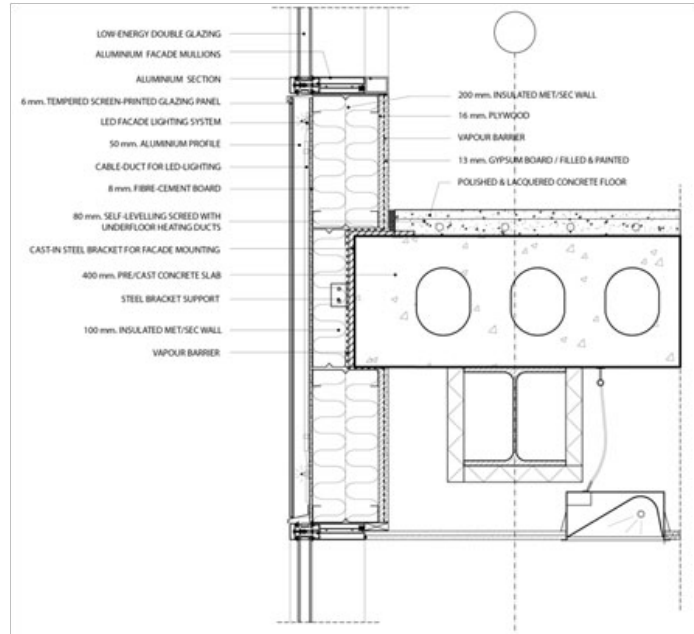 LOW-ENERGY DOUBLE GLAZING
ALUMINIUM FACADE MULLIONS
ALUMINIUM SECTION
6 mm. TEMPERED SCREEN-PRINTED GLAZING PANEL
LED FACADE LIGHTING SYSTEM
50 mm. ALUMINIUM PROFILE
CABLE-DUCT FOR LED-LIGHTING
8 mm. FIBRE-CEMENT BOARD
80 mm. SELF-LEVELLING SCREED WITH
UNDERFLOOR HEATING DUCTS
CAST-IN STEEL BRACKET FOR FACADE MOUNTING
400 mm. PRE/CAST CONCRETE SLAB
STEEL BRACKET SUPPORT
100 mm. INSULATED MET/SEC WALL
VAPOUR BARRIER
200 mm. INSULATED MET/SEC WALL
16 mm. PLYWOOD
VAPOUR BARRIER
13 mm. GYPSUM BOARD / FILLED & PAINTED
POLISHED & LACQUERED CONCRETE FLOOR